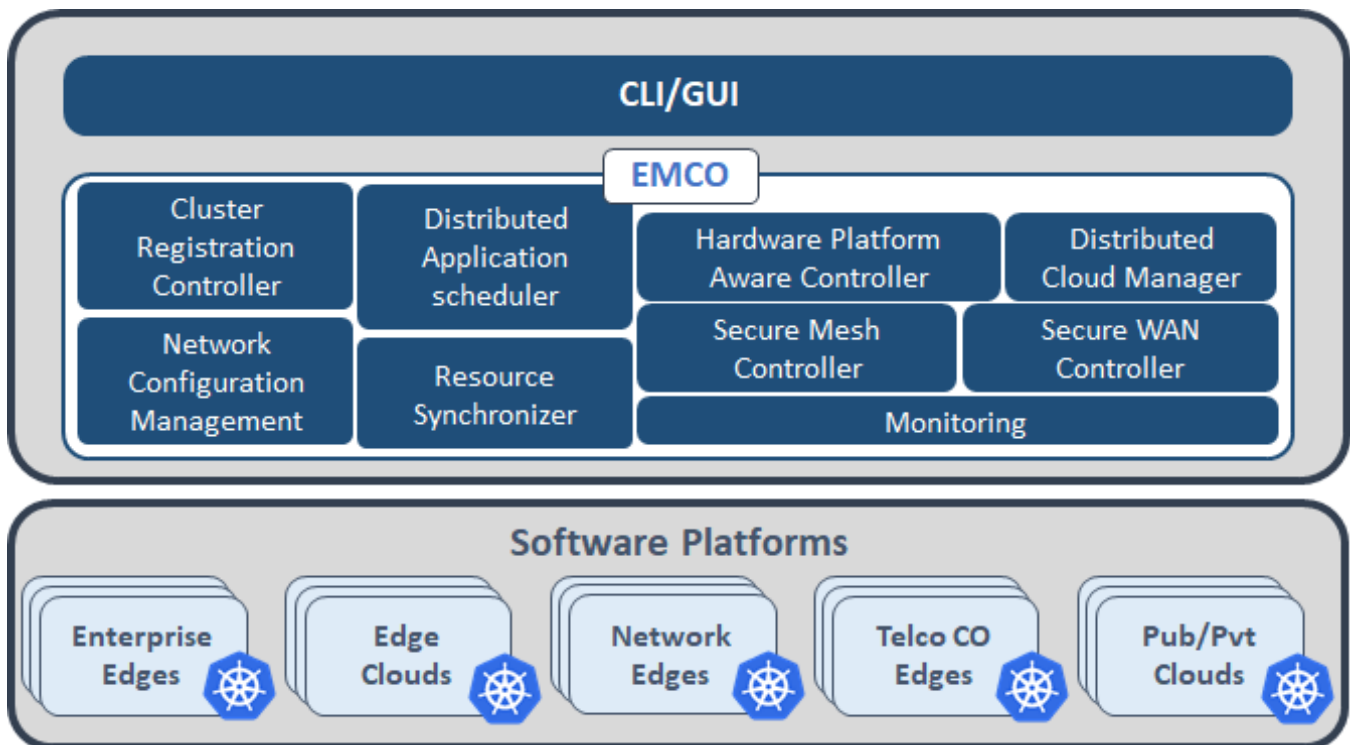 CLI/GUI
EMCO
Cluster
Registration
Controller
Distributed
Application
scheduler
Hardware Platform
Aware Controller
Distributed
Cloud Manager
Network
Configuration
Management
Resource
Synchronizer
Secure Mesh
Controller
Secure WAN
Controller
Monitoring
Software Platforms
Enterprise
Edges
Edge
Clouds
Network
Edges
Telco CO
Edges
Pub/Pvt
Clouds